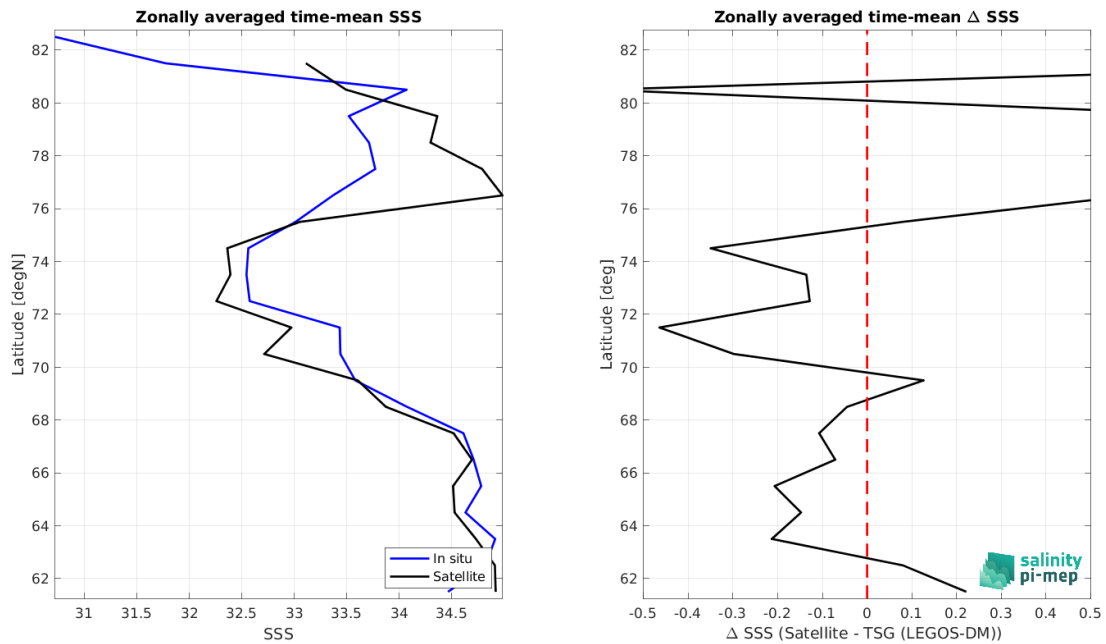 Zonally averaged time-mean SSS
82
80
78
76
74
72
70
68
66
64
62
Latitude [degN]
In situ
Satellite
31 31.5 32 32.5 33 33.5 34 34.5
SSS
Zonally averaged time-mean Δ SSS
82
80
78
76
74
72
70
68
66
64
62
Latitude [deg]
salinity
pi-mep
-0.5 -0.4 -0.3 -0.2 -0.1 0 0.1 0.2 0.3 0.4 0.5
Δ SSS (Satellite - TSG (LEGOS-DM))